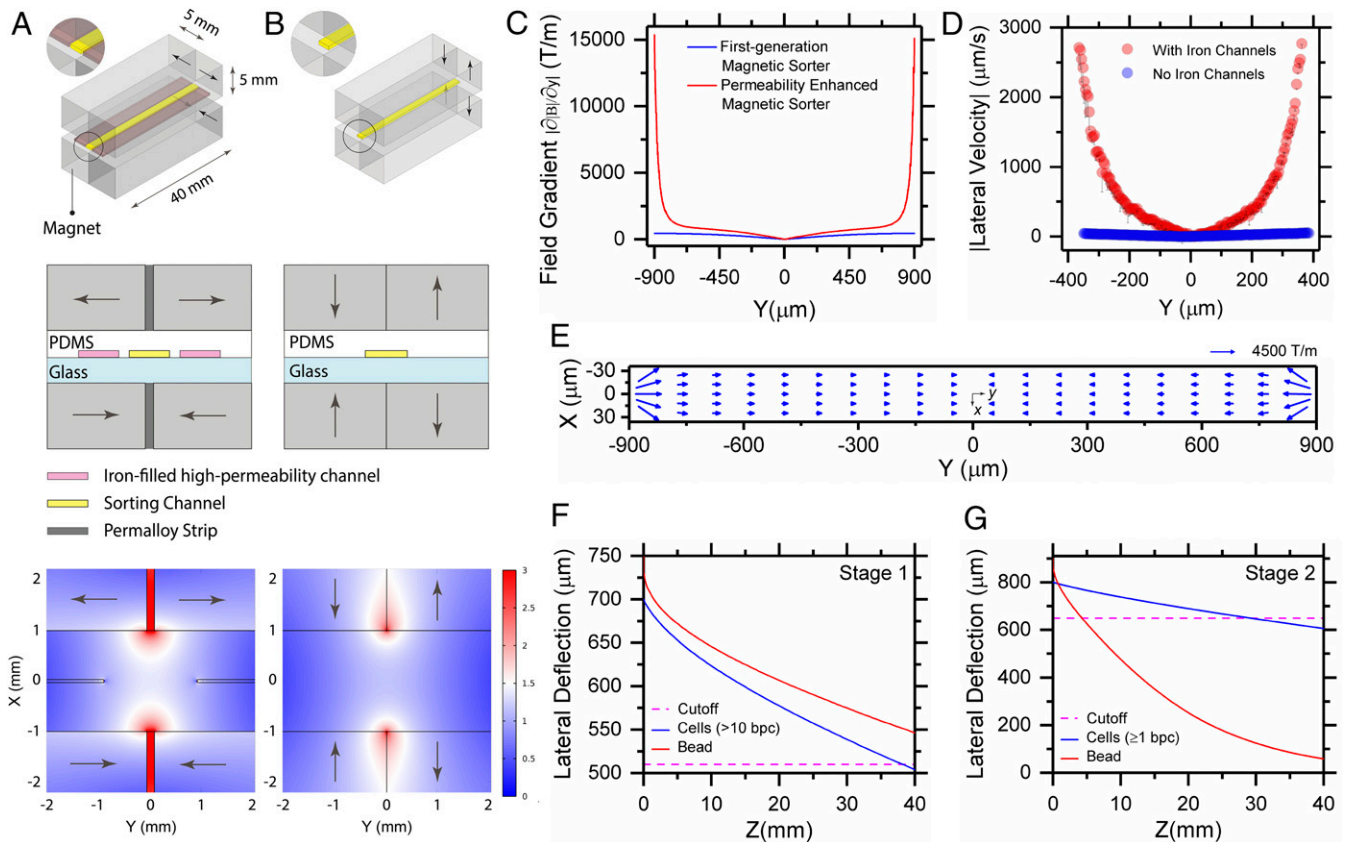 A
5 mm
5 mm
40 mm
Magnet
B
PDMS
Glass
PDMS
Glass
Iron-filled high-permeability channel
Sorting Channel
Permalloy Strip
X (mm)
2
1
0
-1
-2
-2
-1
0
1
2
Y (mm)
-2
-1
0
1
2
Y (mm)
3
2.5
2
1.5
1
0.5
0
C
Field Gradient |∂|B|/∂y| (T/m)
15000
12500
10000
7500
5000
2500
0
First-generation
Magnetic Sorter
Permeability Enhanced
Magnetic Sorter
-900
-450
0
450
900
Y(μm)
D
|Lateral Velocity| (μm/s)
3000
2000
1000
0
With Iron Channels
No Iron Channels
-400
-200
0
200
400
Y (μm)
E
4500 T/m
X (μm)
-30
0
30
y
x
-900
-600
-300
0
300
600
900
Y (μm)
F
Lateral Deflection (μm)
750
700
650
600
550
500
Stage 1
Cutoff
Cells (>10 bpc)
Bead
0
10
20
30
40
Z(mm)
G
Lateral Deflection (μm)
800
600
400
200
0
Stage 2
Cutoff
Cells (≥1 bpc)
Bead
0
10
20
30
40
Z(mm)